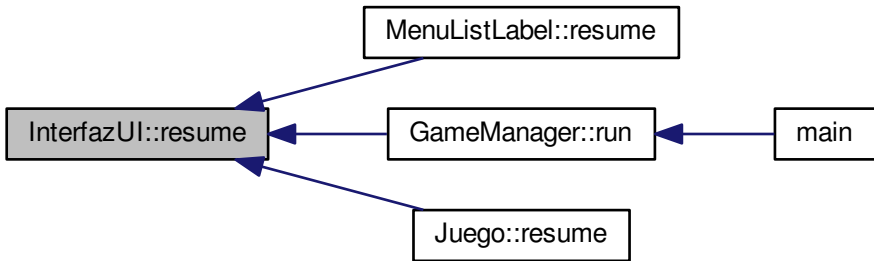 MenuListLabel::resume
InterfazUI::resume
GameManager::run
main
Juego::resume